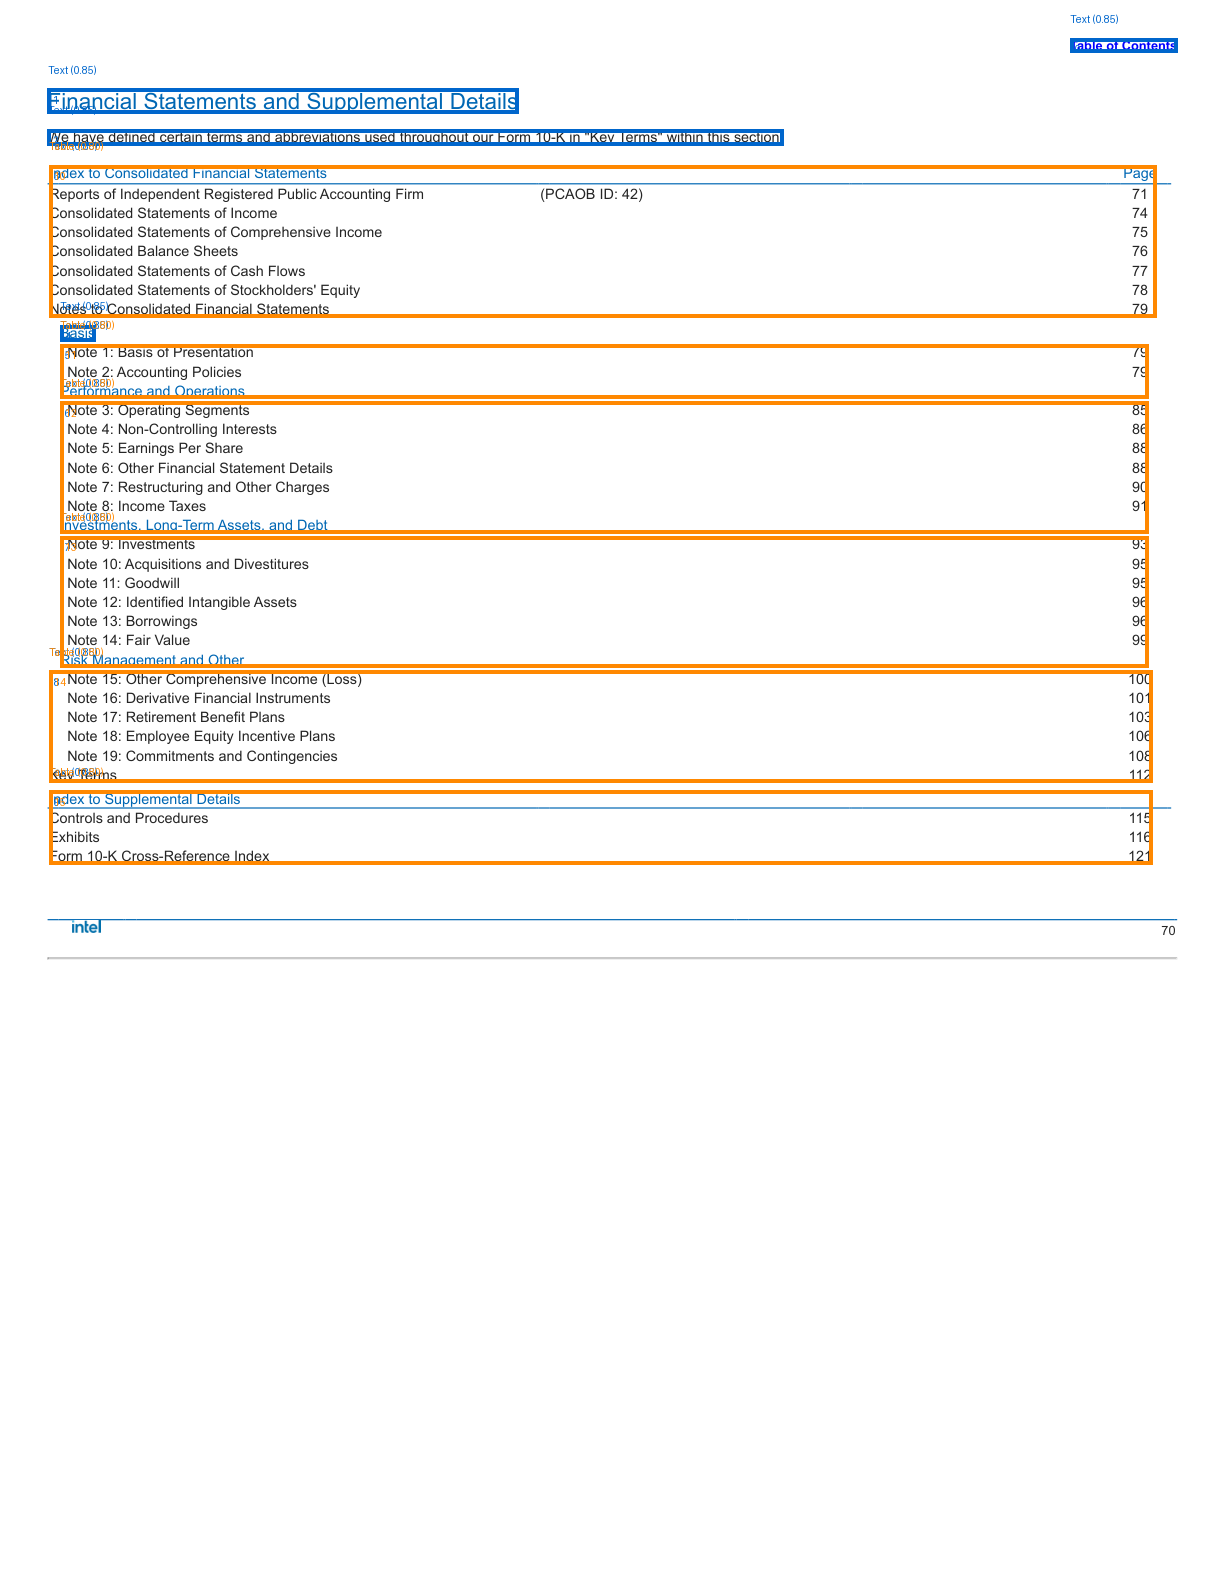 Text (0.85)
Table of Contents
Text (0.85)
Financial Statements and Supplemental Details
We have defined certain terms and abbreviations used throughout our Form 10-K in "Key Terms" within this section.
Index to Consolidated Financial Statements Page
Reports of Independent Registered Public Accounting Firm (PCAOB ID: 42) 71
Consolidated Statements of Income 74
Consolidated Statements of Comprehensive Income 75
Consolidated Balance Sheets 76
Consolidated Statements of Cash Flows 77
Consolidated Statements of Stockholders' Equity 78
Notes to Consolidated Financial Statements 79
Text (0.85)
Basis
Note 1: Basis of Presentation 79
Note 2: Accounting Policies 79
Performance and Operations
Note 3: Operating Segments 85
Note 4: Non-Controlling Interests 86
Note 5: Earnings Per Share 88
Note 6: Other Financial Statement Details 88
Note 7: Restructuring and Other Charges 90
Note 8: Income Taxes 91
Investments, Long-Term Assets, and Debt
Note 9: Investments 93
Note 10: Acquisitions and Divestitures 95
Note 11: Goodwill 95
Note 12: Identified Intangible Assets 96
Note 13: Borrowings 96
Note 14: Fair Value 99
Risk Management and Other
Note 15: Other Comprehensive Income (Loss) 100
Note 16: Derivative Financial Instruments 101
Note 17: Retirement Benefit Plans 103
Note 18: Employee Equity Incentive Plans 106
Note 19: Commitments and Contingencies 108
Key Terms 112
Index to Supplemental Details
Controls and Procedures 115
Exhibits 116
Form 10-K Cross-Reference Index 121
intel 70